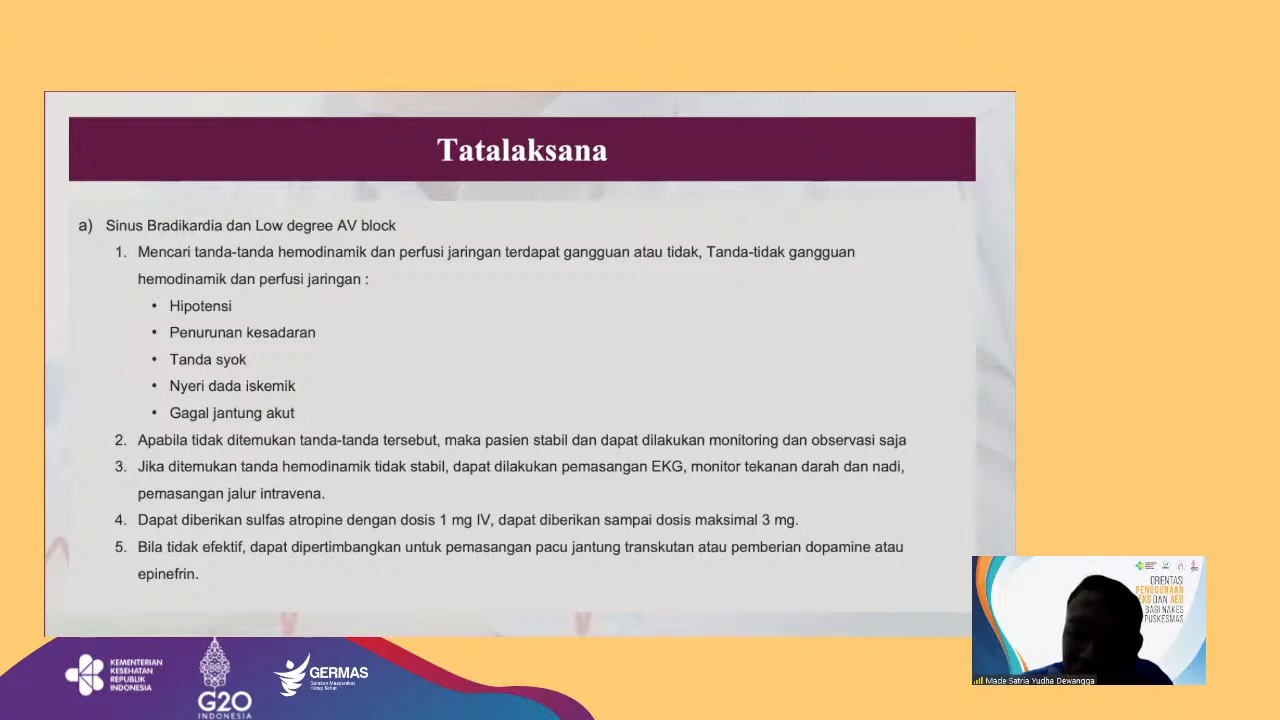 Tatalaksana
a) Sinus Bradikardia dan Low degree AV block
1. Mencari tanda-tanda hemodinamik dan perfusi jaringan terdapat gangguan atau tidak, Tanda-tidak gangguan
hemodinamik dan perfusi jaringan :
• Hipotensi
• Penurunan kesadaran
• Tanda syok
• Nyeri dada iskemik
• Gagal jantung akut
2. Apabila tidak ditemukan tanda-tanda tersebut, maka pasien stabil dan dapat dilakukan monitoring dan observasi saja
3. Jika ditemukan tanda hemodinamik tidak stabil, dapat dilakukan pemasangan EKG, monitor tekanan darah dan nadi,
pemasangan jalur intravena.
4. Dapat diberikan sulfas atropine dengan dosis 1 mg IV, dapat diberikan sampai dosis maksimal 3 mg.
5. Bila tidak efektif, dapat dipertimbangkan untuk pemasangan pacu jantung transkutan atau pemberian dopamine atau
epinefrin.
KEMENTERIAN
KESEHATAN
REPUBLIK
INDONESIA
G20
INDONESIA
GERMAS
Gerakan Masyarakat
Hidup Sehat
ORIENTASI
PENGGUNAAN
EKG DAN AED
BAGI NAKES
PUSKESMAS
Made Satria Yudha Dewangga